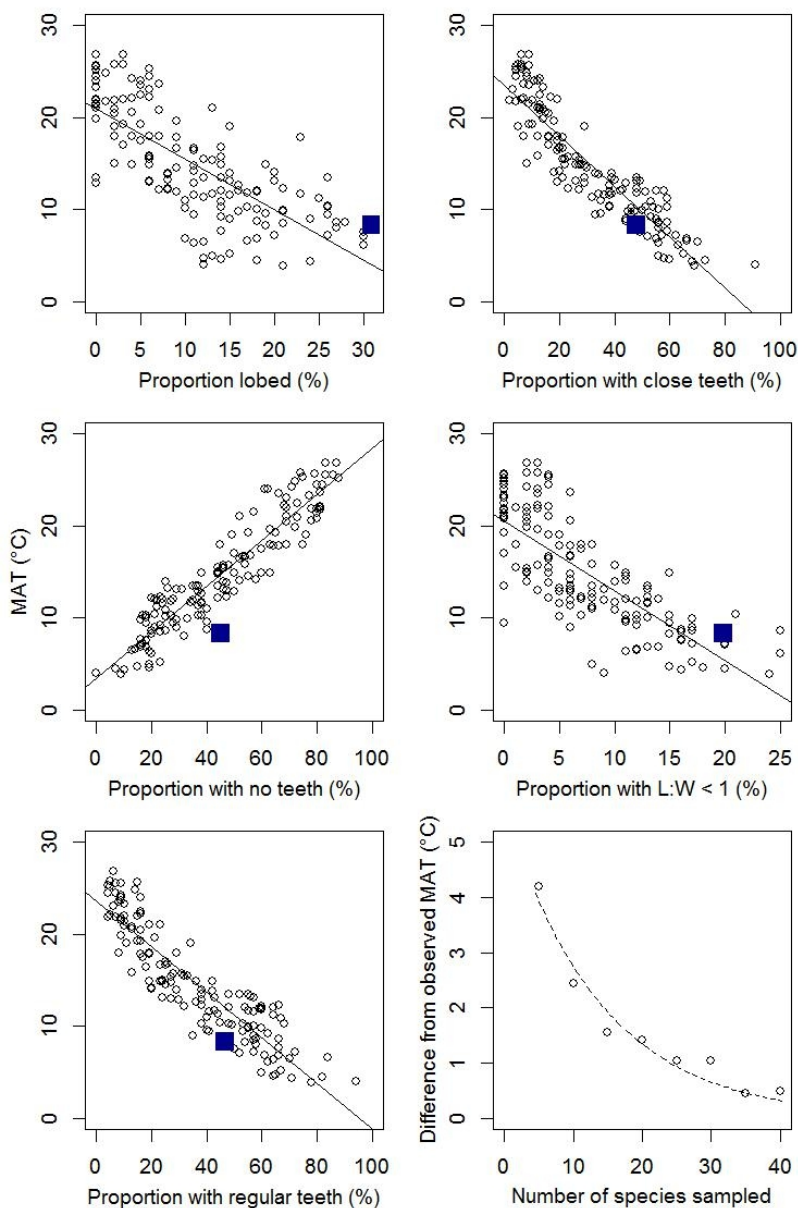 0 10 20 30
0 5 10 15 20 25 30
Proportion lobed (%)
0 10 20 30
0 20 40 60 80 100
Proportion with close teeth (%)
MAT (°C)
0 10 20 30
0 20 40 60 80 100
Proportion with no teeth (%)
0 10 20 30
0 5 10 15 20 25
Proportion with L:W < 1 (%)
0 10 20 30
0 20 40 60 80 100
Proportion with regular teeth (%)
Difference from observed MAT (°C)
0 1 2 3 4 5
0 10 20 30 40
Number of species sampled